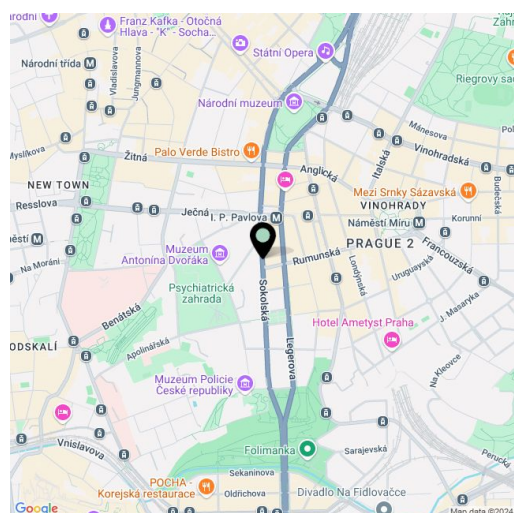 Národní
Franz Kafka - Otočná
Hlava - "K" - Socha...
Státní Opera
Národní třída
M
Vladislavova
Jungmannova
Riegrovy sa
Národní muzeum
Mánesova
Vinohradská
Italská
Palo Verde Bistro
Žitná
Anglická
NEW TOWN
Mezi Srnky Sázavská
Budečská
VINOHRADY
Resslova
Ječná
I. P. Pavlova
M
Náměstí Míru
M
Korunní
M
Na Moráni
Muzeum
Antonína Dvořáka
PRAGUE 2
Francouzská
Rumunská
Londýnská
Uruguayská
Psychiatrická
zahrada
Sokolská
J. Masaryka
Benátská
Hotel Ametyst Praha
Apolinářská
Legerova
Na Kleovce
Muzeum Policie
České republiky
Vnislavova
Folimanka
Sarajevská
Perucká
Sekaninova
POCHA -
Korejská restaurace
Oldřichova
Divadlo Na Fidlovačce
Google
Map data ©2024